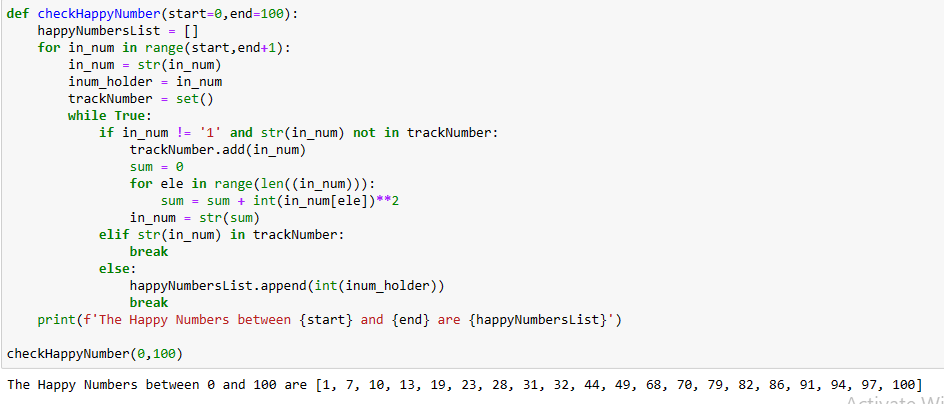 def checkHappyNumber(start=0,end=100):
    happyNumbersList = []
    for in_num in range(start,end+1):
        in_num = str(in_num)
        inum_holder = in_num
        trackNumber = set()
        while True:
            if in_num != '1' and str(in_num) not in trackNumber:
                trackNumber.add(in_num)
                sum = 0
                for ele in range(len((in_num))):
                    sum = sum + int(in_num[ele])**2
                in_num = str(sum)
            elif str(in_num) in trackNumber:
                break
            else:
                happyNumbersList.append(int(inum_holder))
                break
    print(f'The Happy Numbers between {start} and {end} are {happyNumbersList}')

checkHappyNumber(0,100)

The Happy Numbers between 0 and 100 are [1, 7, 10, 13, 19, 23, 28, 31, 32, 44, 49, 68, 70, 79, 82, 86, 91, 94, 97, 100]
Activate Wi